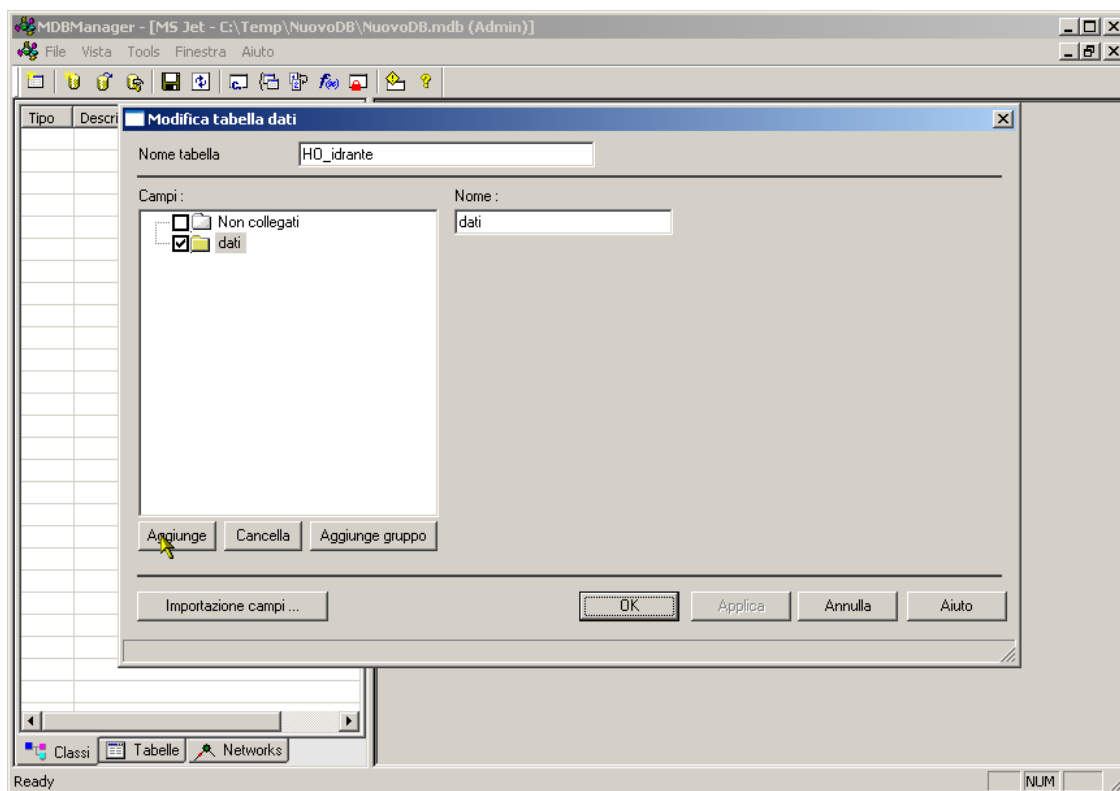 MDBManager - [MS Jet - C:\Temp\NuovoDB\NuovoDB.mdb (Admin)]
File Vista Tools Finestra Aiuto
Tipo Descri
Modifica tabella dati
Nome tabella HO_idrante
Campi : Nome :
Non collegati dati
dati
Aggiunge Cancella Aggiunge gruppo
Importazione campi ... OK Applica Annulla Aiuto
Classi Tabelle Networks
Ready NUM